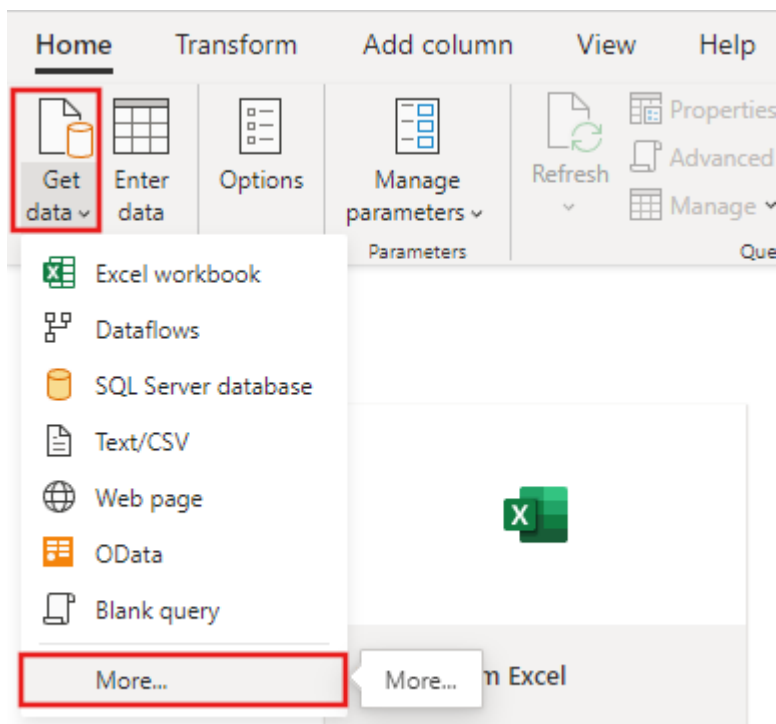 Home Transform Add column View Help
Get data Enter data Options Manage parameters Refresh Properties
Advanced
Manage
Parameters Que
Excel workbook
Dataflows
SQL Server database
Text/CSV
Web page
OData
Blank query
More...
More... m Excel
X